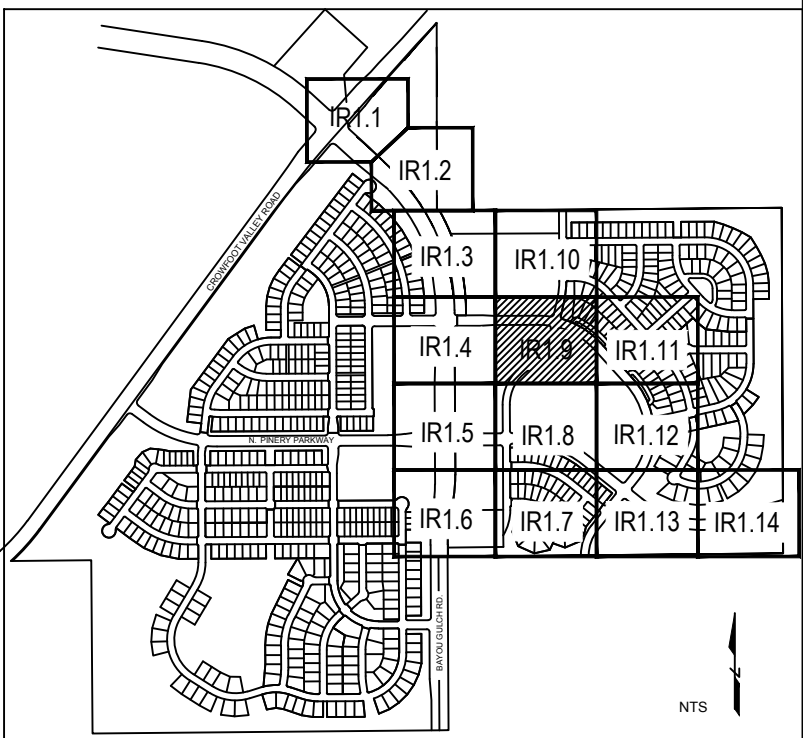 IR1.1
IR1.2
CROWFOOT VALLEY ROAD
IR1.3
IR1.10
IR1.4
IR1.9
IR1.11
N. PINERY PARKWAY
IR1.5
IR1.8
IR1.12
IR1.6
IR1.7
IR1.13
IR1.14
BAYOU GULCH RD.
NTS